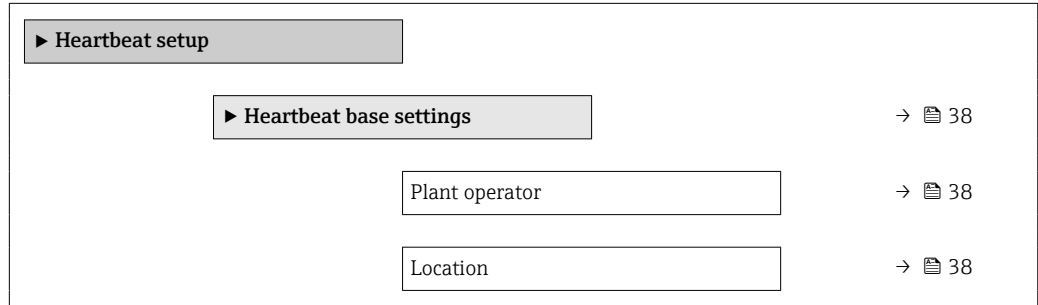 ► Heartbeat setup
► Heartbeat base settings → 38
Plant operator → 38
Location → 38